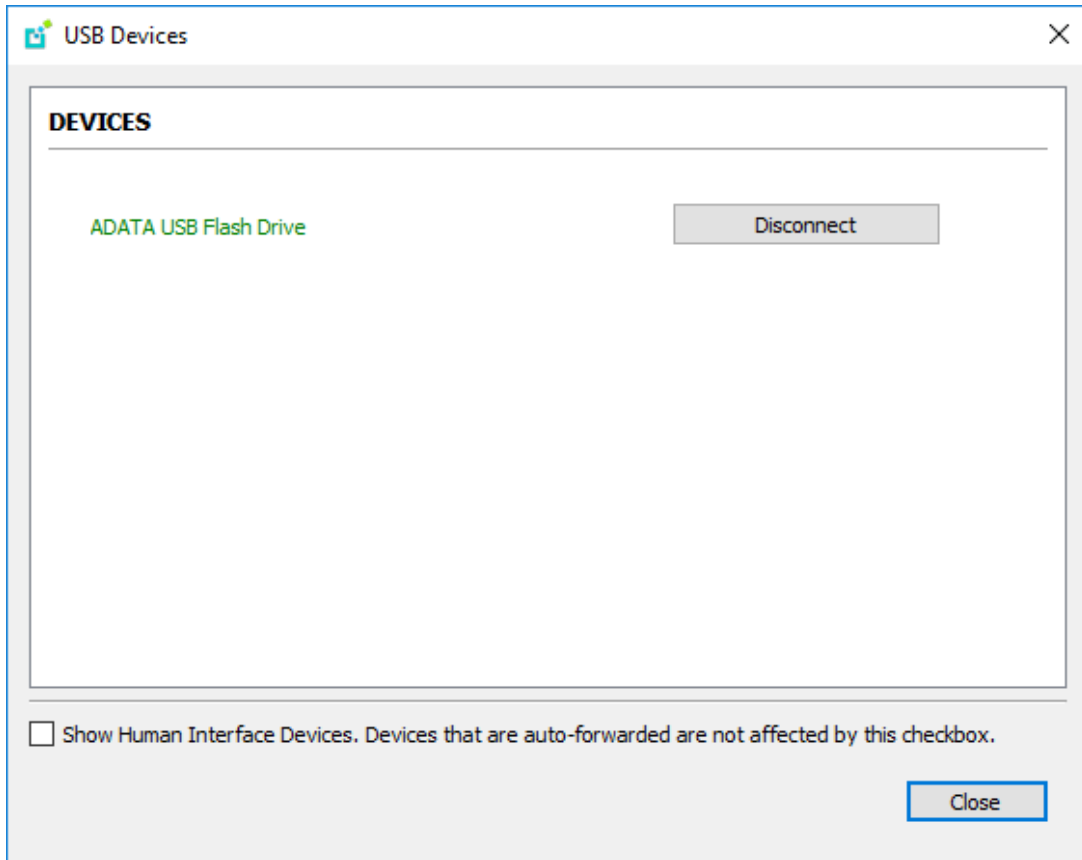 USB Devices
DEVICES
ADATA USB Flash Drive
Disconnect
Show Human Interface Devices. Devices that are auto-forwarded are not affected by this checkbox.
Close